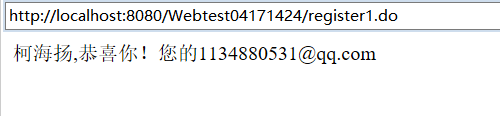 http://localhost:8080/Webtest04171424/register1.do
柯海扬,恭喜你！您的1134880531@qq.com